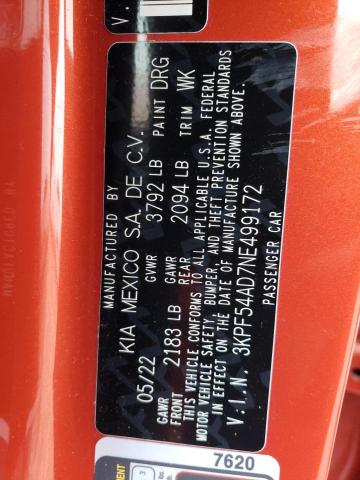 V.
MANUFACTURED BY
KIA MEXICO S.A. DE C.V.
05/22 GVWR 3792 LB PAINT DRG
GAWR FRONT 2183 LB GAWR REAR 2094 LB TRIM WK
THIS VEHICLE CONFORMS TO ALL APPLICABLE U.S.A. FEDERAL
MOTOR VEHICLE SAFETY, BUMPER, AND THEFT PREVENTION STANDARDS
IN EFFECT ON THE DATE OF MANUFACTURE SHOWN ABOVE.
V.I.N. 3KPF54AD7NE499172
PASSENGER CAR
7620